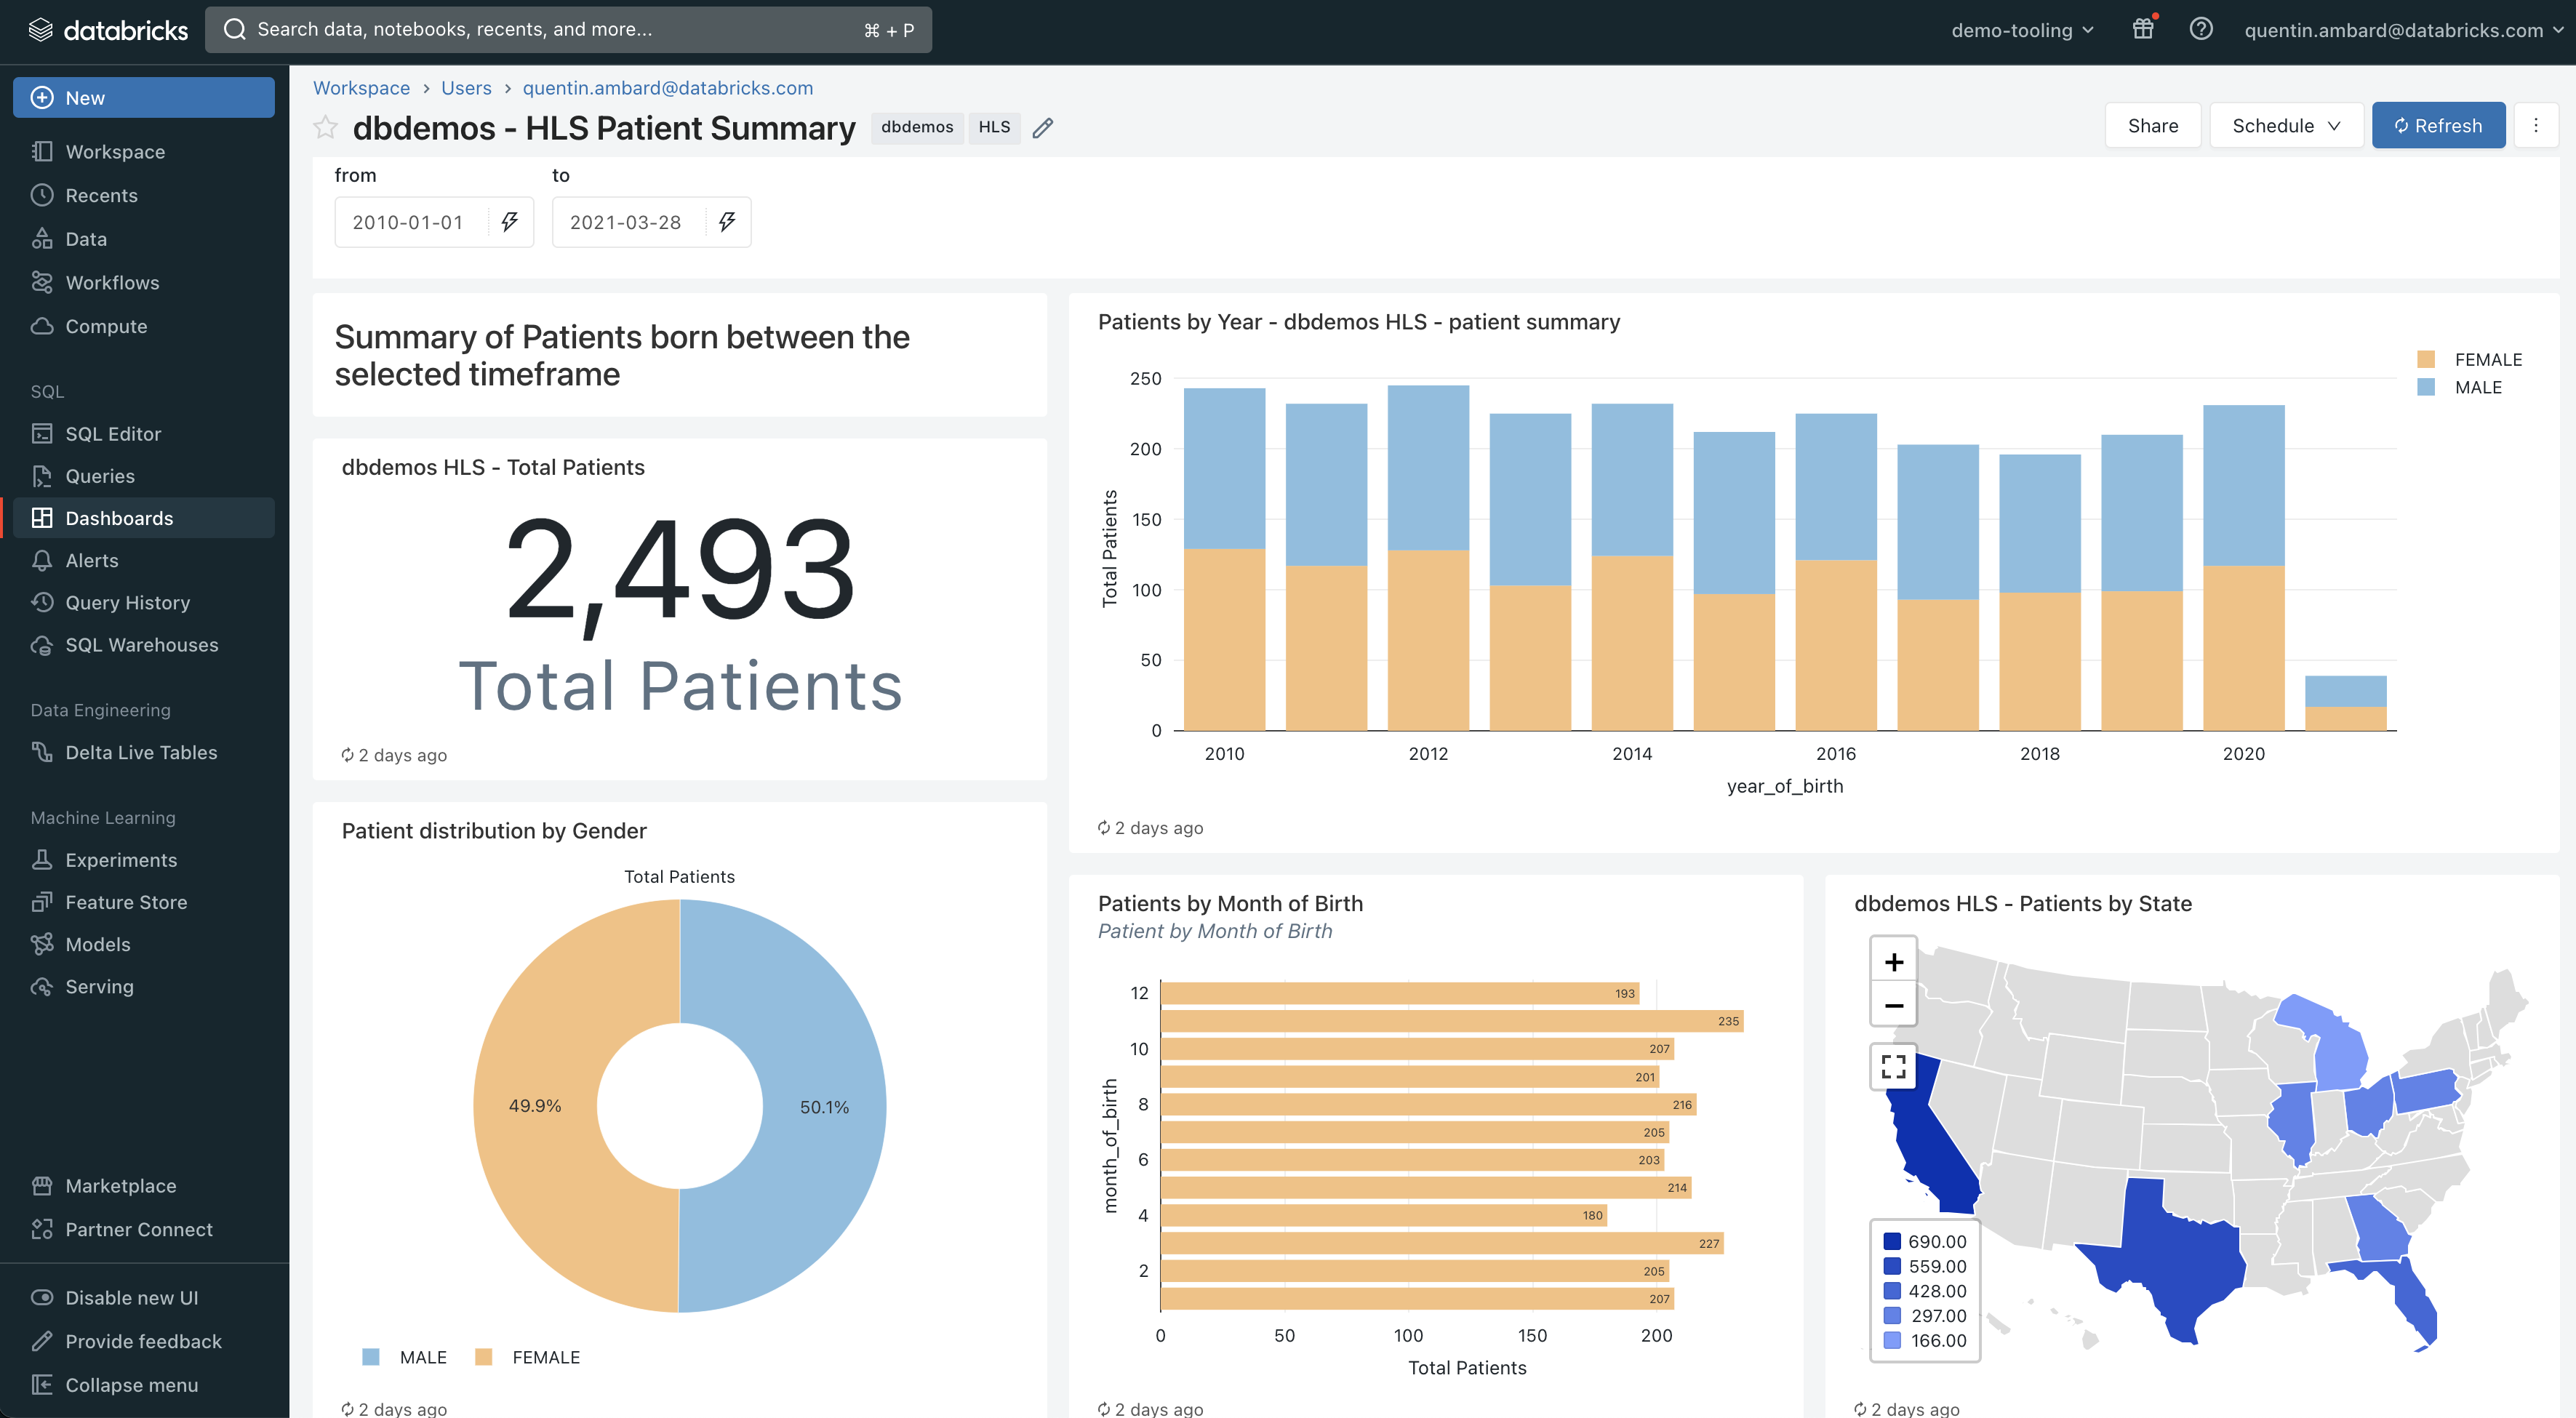 databricks
Search data, notebooks, recents, and more... ⌘ + P
demo-tooling
quentin.ambard@databricks.com
New
Workspace
Recents
Data
Workflows
Compute
SQL
SQL Editor
Queries
Dashboards
Alerts
Query History
SQL Warehouses
Data Engineering
Delta Live Tables
Machine Learning
Experiments
Feature Store
Models
Serving
Marketplace
Partner Connect
Disable new UI
Provide feedback
Collapse menu
Workspace › Users › quentin.ambard@databricks.com
dbdemos - HLS Patient Summary
dbdemos
HLS
Share
Schedule
Refresh
from
to
2010-01-01
2021-03-28
Summary of Patients born between the
selected timeframe
dbdemos HLS - Total Patients
2,493
Total Patients
2 days ago
Patients by Year - dbdemos HLS - patient summary
FEMALE
MALE
250
200
150
100
50
0
Total Patients
2010
2012
2014
2016
2018
2020
year_of_birth
2 days ago
Patient distribution by Gender
Total Patients
49.9%
50.1%
MALE
FEMALE
2 days ago
Patients by Month of Birth
Patient by Month of Birth
month_of_birth
12
193
235
10
207
201
8
216
205
6
203
214
4
180
227
2
205
207
0
50
100
150
200
Total Patients
2 days ago
dbdemos HLS - Patients by State
+
−
690.00
559.00
428.00
297.00
166.00
2 days ago